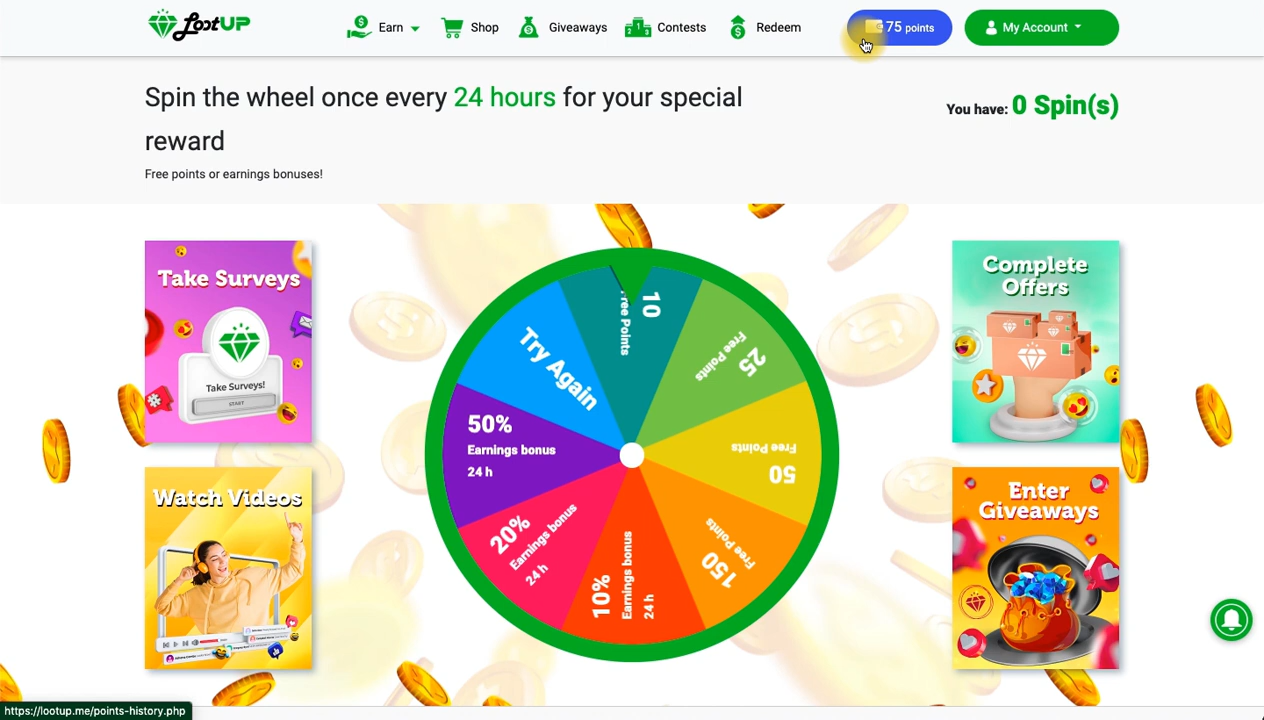 LootUP
Earn
Shop
Giveaways
Contests
Redeem
75 points
My Account
Spin the wheel once every 24 hours for your special
reward
Free points or earnings bonuses!
You have: 0 Spin(s)
Take Surveys
Take Surveys!
START
Watch Videos
Try Again
10
Free Points
25
Free Points
50
Free Points
150
Free Points
10%
Earnings bonus
24 h
20%
Earnings bonus
24 h
50%
Earnings bonus
24 h
Complete
Offers
Enter
Giveaways
https://lootup.me/points-history.php